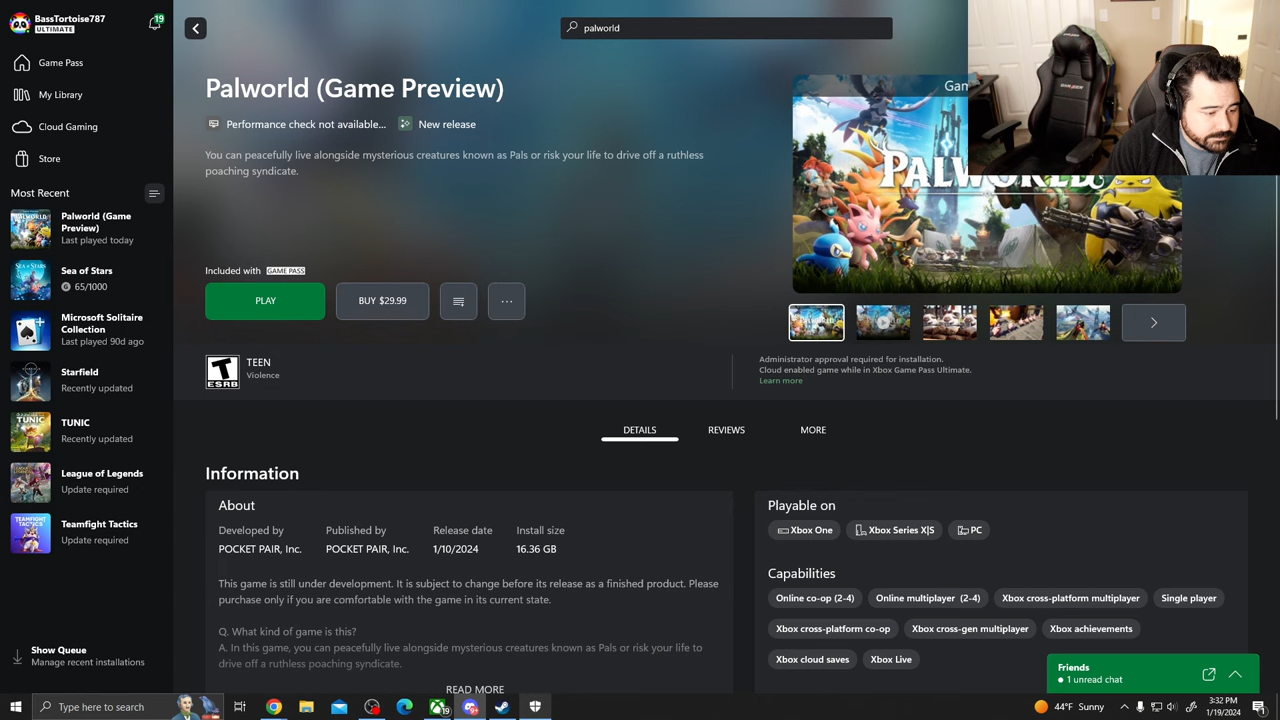 BassTortoise787
ULTIMATE
19
palworld
Game Pass
My Library
Cloud Gaming
Store
Most Recent
Palworld (Game
Preview)
Last played today
Sea of Stars
65/1000
Microsoft Solitaire
Collection
Last played 90d ago
Starfield
Recently updated
TUNIC
Recently updated
League of Legends
Update required
Teamfight Tactics
Update required
Show Queue
Manage recent installations
Palworld (Game Preview)
Performance check not available...
New release
You can peacefully live alongside mysterious creatures known as Pals or risk your life to drive off a ruthless
poaching syndicate.
Included with GAME PASS
PLAY
BUY $29.99
...
PALWORLD
T
ESRB
TEEN
Violence
Administrator approval required for installation.
Cloud enabled game while in Xbox Game Pass Ultimate.
Learn more
DETAILS
REVIEWS
MORE
Information
About
Developed by
POCKET PAIR, Inc.
Published by
POCKET PAIR, Inc.
Release date
1/10/2024
Install size
16.36 GB
This game is still under development. It is subject to change before its release as a finished product. Please
purchase only if you are comfortable with the game in its current state.
Q. What kind of game is this?
A. In this game, you can peacefully live alongside mysterious creatures known as Pals or risk your life to
drive off a ruthless poaching syndicate.
READ MORE
Playable on
Xbox One
Xbox Series X|S
PC
Capabilities
Online co-op (2-4)
Online multiplayer (2-4)
Xbox cross-platform multiplayer
Single player
Xbox cross-platform co-op
Xbox cross-gen multiplayer
Xbox achievements
Xbox cloud saves
Xbox Live
Friends
1 unread chat
Type here to search
44°F Sunny
3:32 PM
1/19/2024